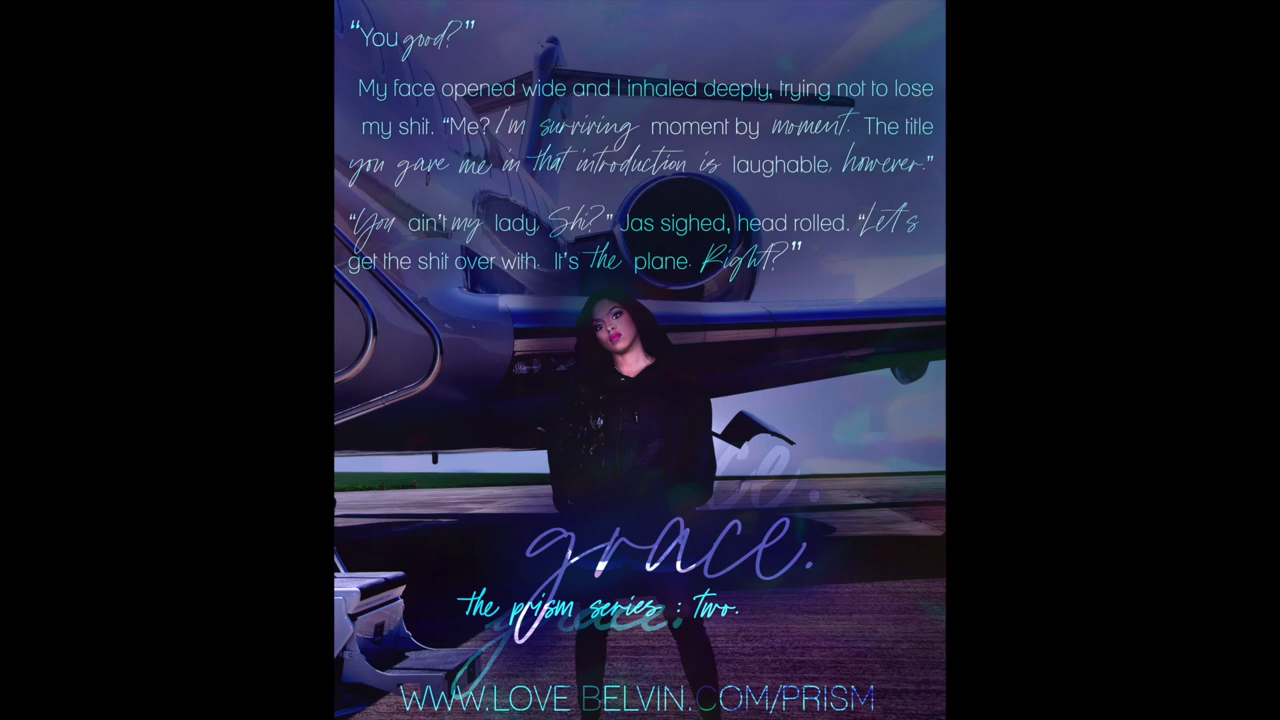 “You good?”
My face opened wide and I inhaled deeply, trying not to lose
my shit. “Me? I'm surviring moment by moment. The title
you gave me in that introduction is laughable, however.”
“You ain't my lady, Shi?” Jas sighed, head rolled. “Let's
get the shit over with. It's the plane. Right?”
ce.
grace.
the prism series : two.
grace.
WWW.LOVE BELVIN.COM/PRISM